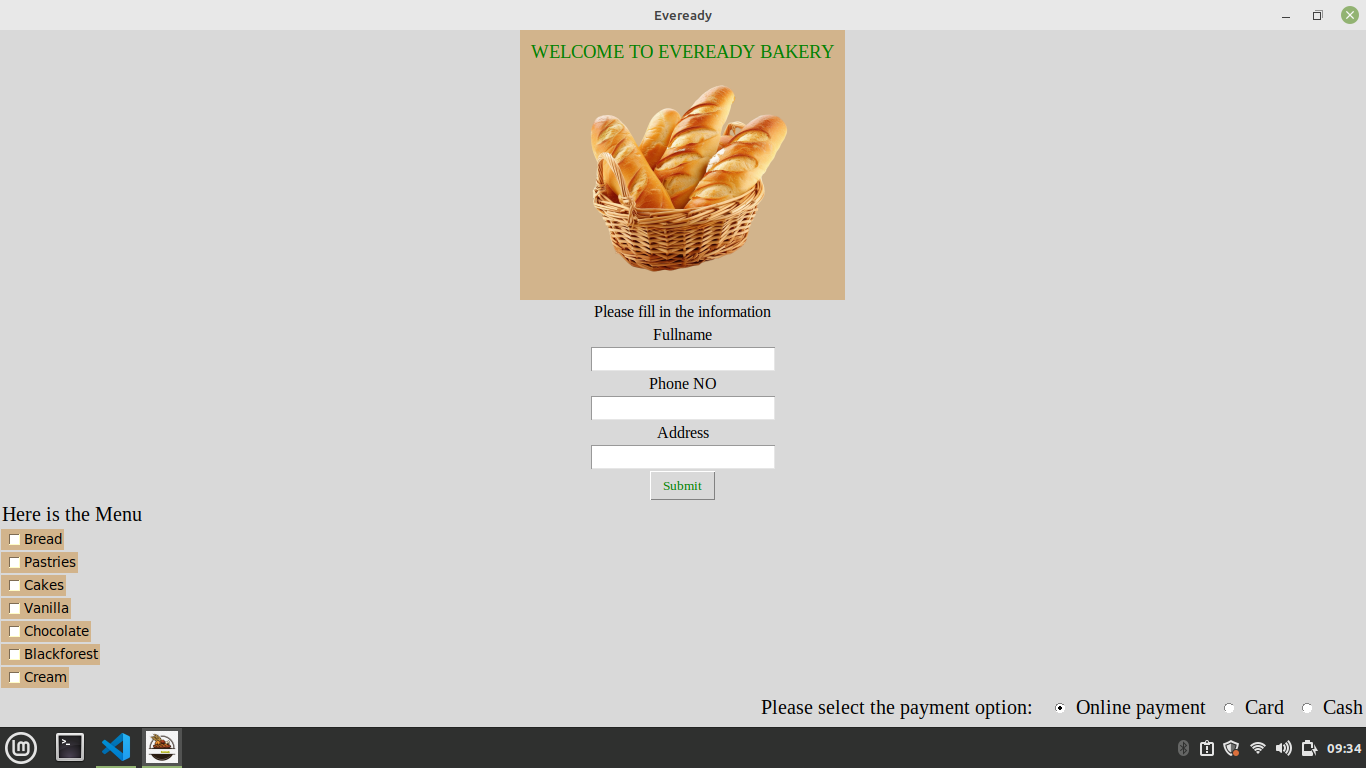 Eveready
WELCOME TO EVEREADY BAKERY
Please fill in the information
Fullname
Phone NO
Address
Submit
Here is the Menu
Bread
Pastries
Cakes
Vanilla
Chocolate
Blackforest
Cream
Please select the payment option: Online payment Card Cash
09:34